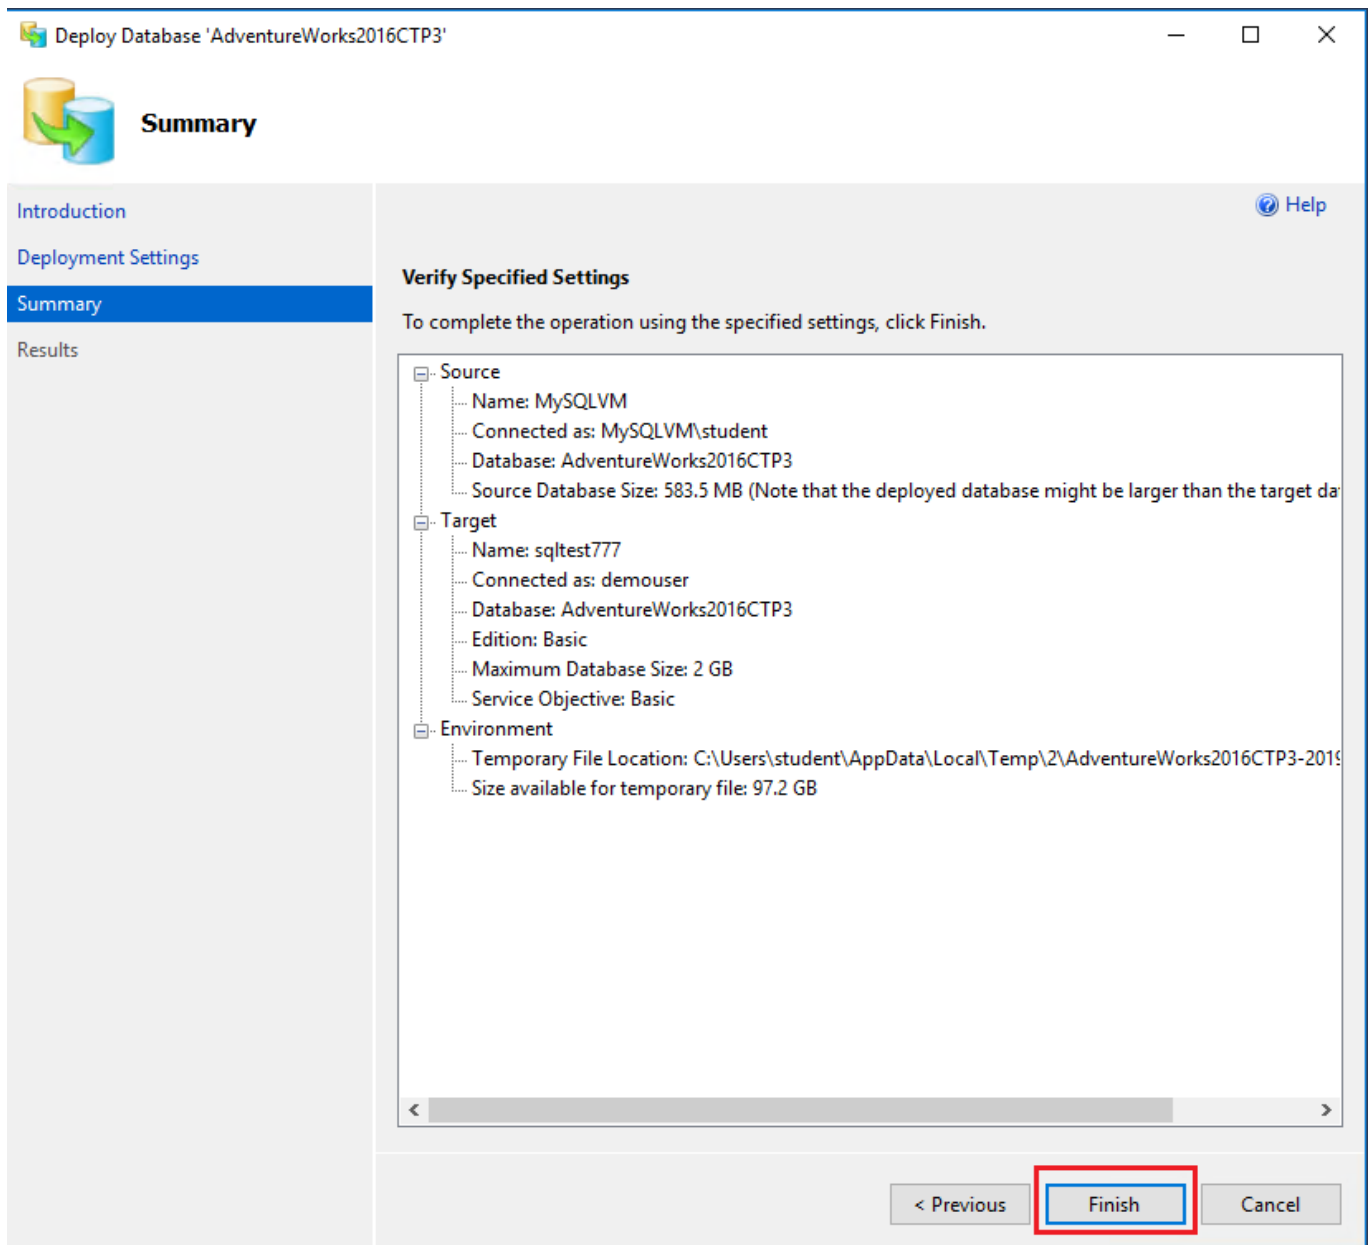 Deploy Database 'AdventureWorks2016CTP3'
Summary
Introduction
Deployment Settings
Summary
Results
Help
Verify Specified Settings
To complete the operation using the specified settings, click Finish.
Source
Name: MySQLVM
Connected as: MySQLVM\student
Database: AdventureWorks2016CTP3
Source Database Size: 583.5 MB (Note that the deployed database might be larger than the target da
Target
Name: sqltest777
Connected as: demouser
Database: AdventureWorks2016CTP3
Edition: Basic
Maximum Database Size: 2 GB
Service Objective: Basic
Environment
Temporary File Location: C:\Users\student\AppData\Local\Temp\2\AdventureWorks2016CTP3-2019
Size available for temporary file: 97.2 GB
< Previous
Finish
Cancel